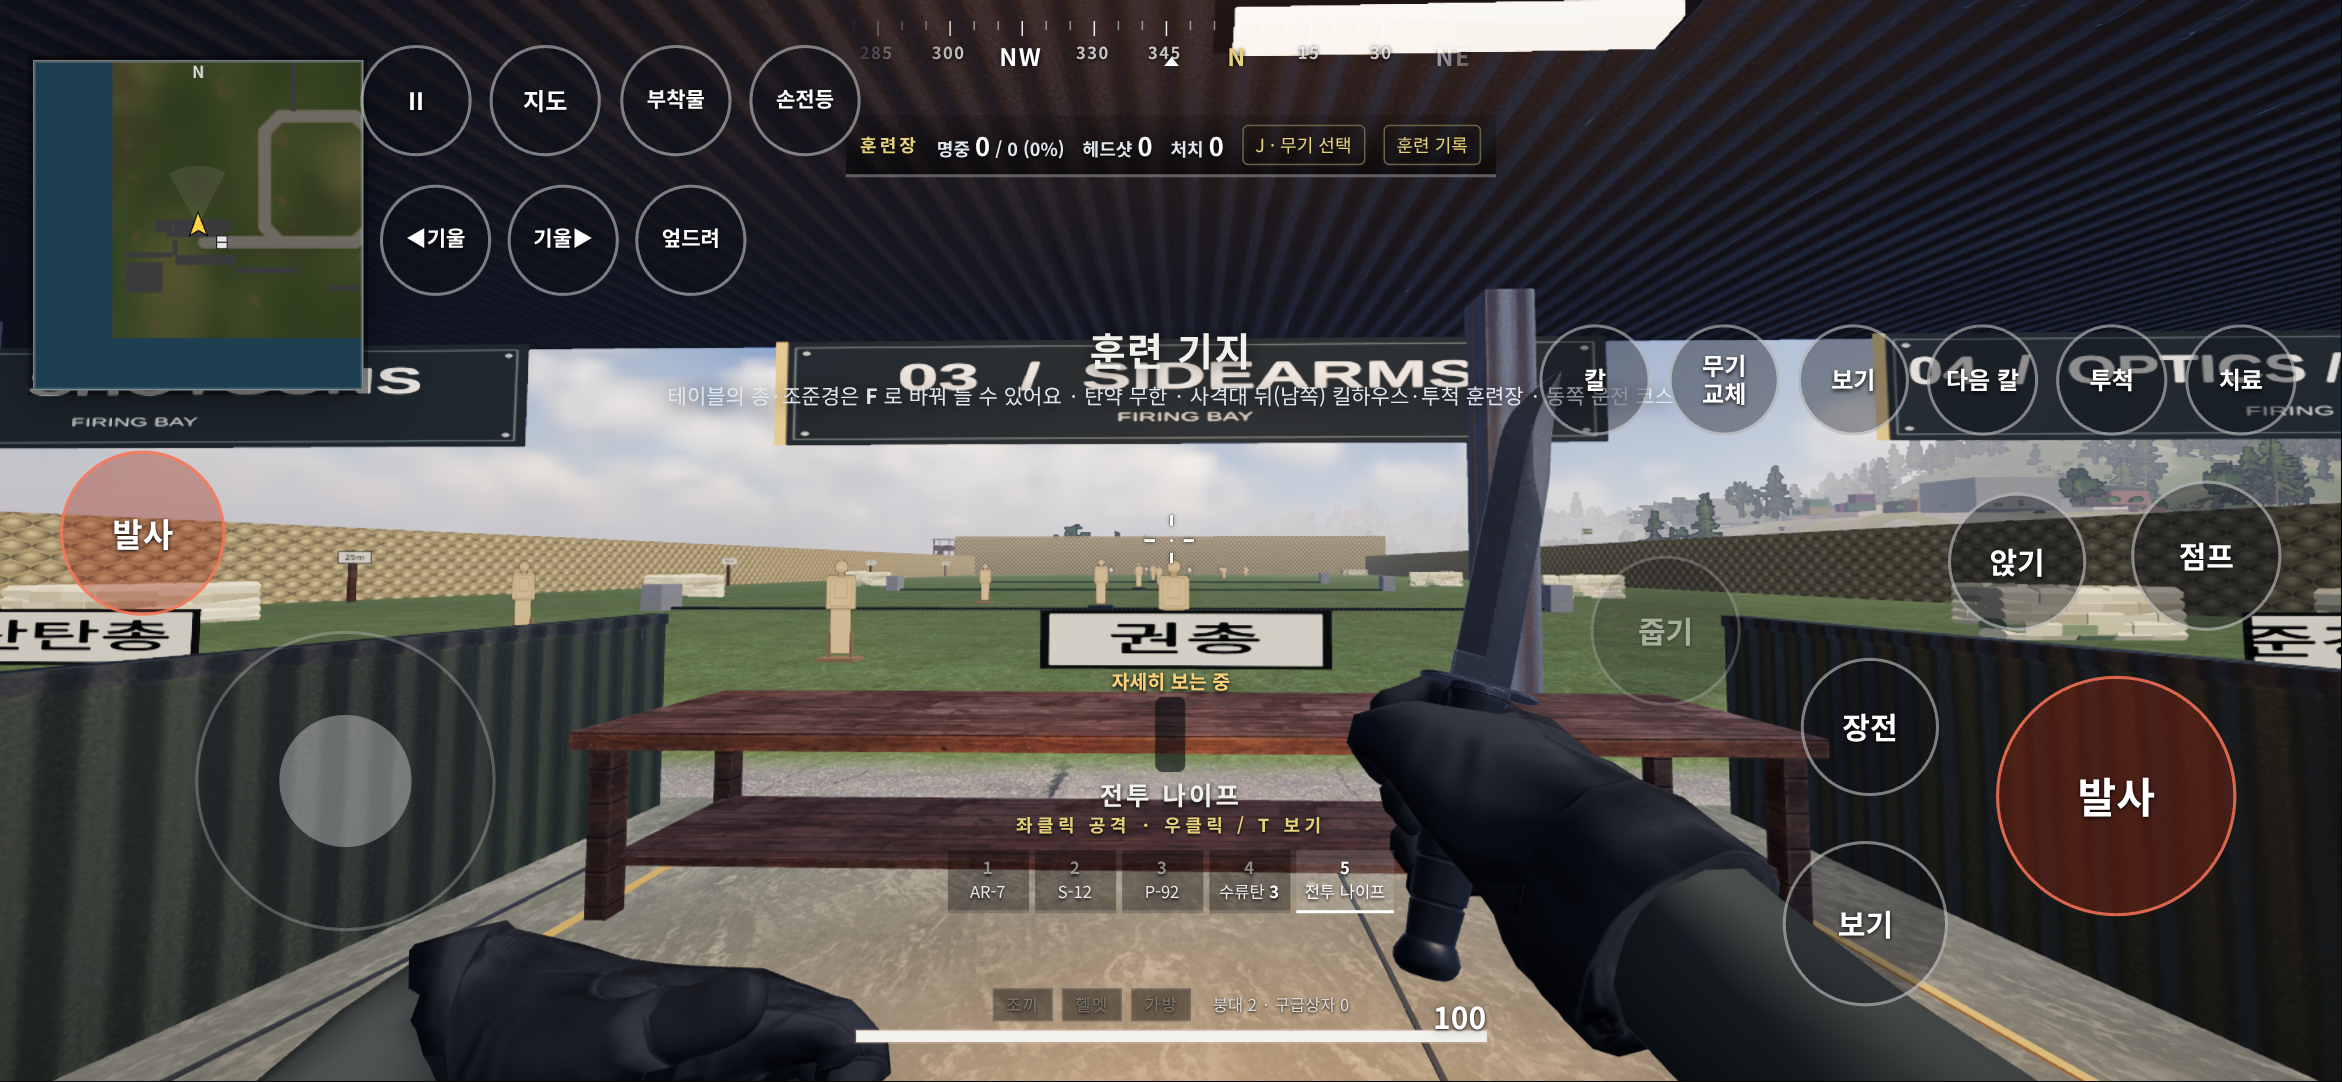 285 300 NW 330 345 N 15 30 NE
N
II 지도 부착물 손전등
훈련장 명중 0 / 0 (0%) 헤드샷 0 처치 0 J · 무기 선택 훈련 기록
◀기울 기울▶ 엎드려
훈련 기지
03 / SIDEARMS
FIRING BAY
테이블의 총·조준경은 F 로 바꿔 들 수 있어요 · 탄약 무한 · 사격대 뒤(남쪽) 킬하우스·투척 훈련장 · 동쪽 운전 코스
FIRING BAY
04 / OPTICS /
FIRING
칼 무기 교체 보기 다음 칼 투척 치료
발사
25m
앉기 점프
권총
줍기
자세히 보는 중
장전
발사
전투 나이프
좌클릭 공격 · 우클릭 / T 보기
1 2 3 4 5
AR-7 S-12 P-92 수류탄 3 전투 나이프
보기
조끼 헬멧 가방 붕대 2 · 구급상자 0
100